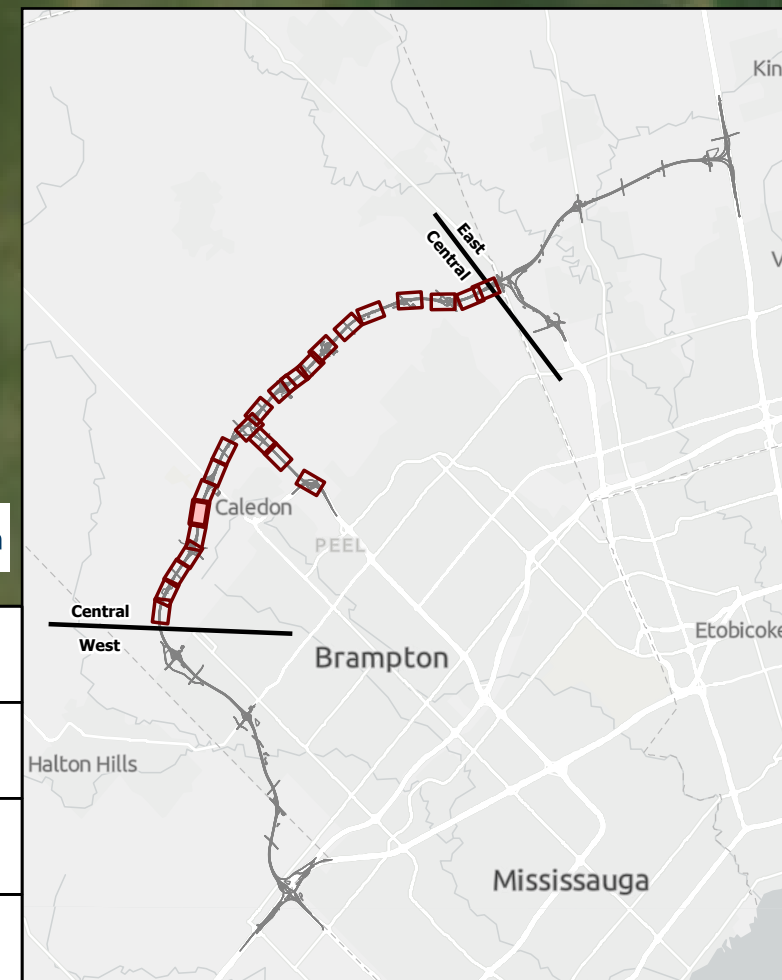 Kin
East
Central
V
Caledon
PEEL
Central
West
Etobicoke
Brampton
Halton Hills
Mississauga